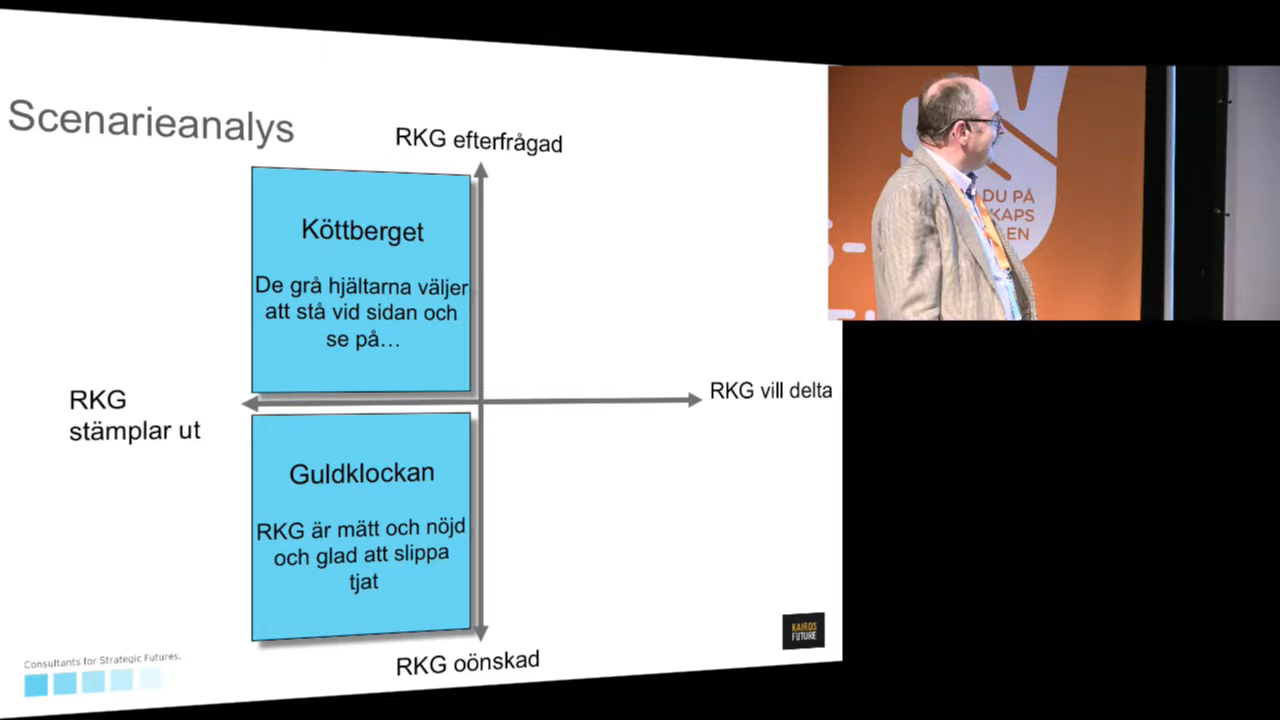 Scenarieanalys
RKG efterfrågad
Köttberget
De grå hjältarna väljer
att stå vid sidan och
se på…
RKG
stämplar ut
RKG vill delta
Guldklockan
RKG är mätt och nöjd
och glad att slippa
tjat
RKG oönskad
Consultants for Strategic Futures.
KAIROS
FUTURE
DU PÅ
KAPS
EN